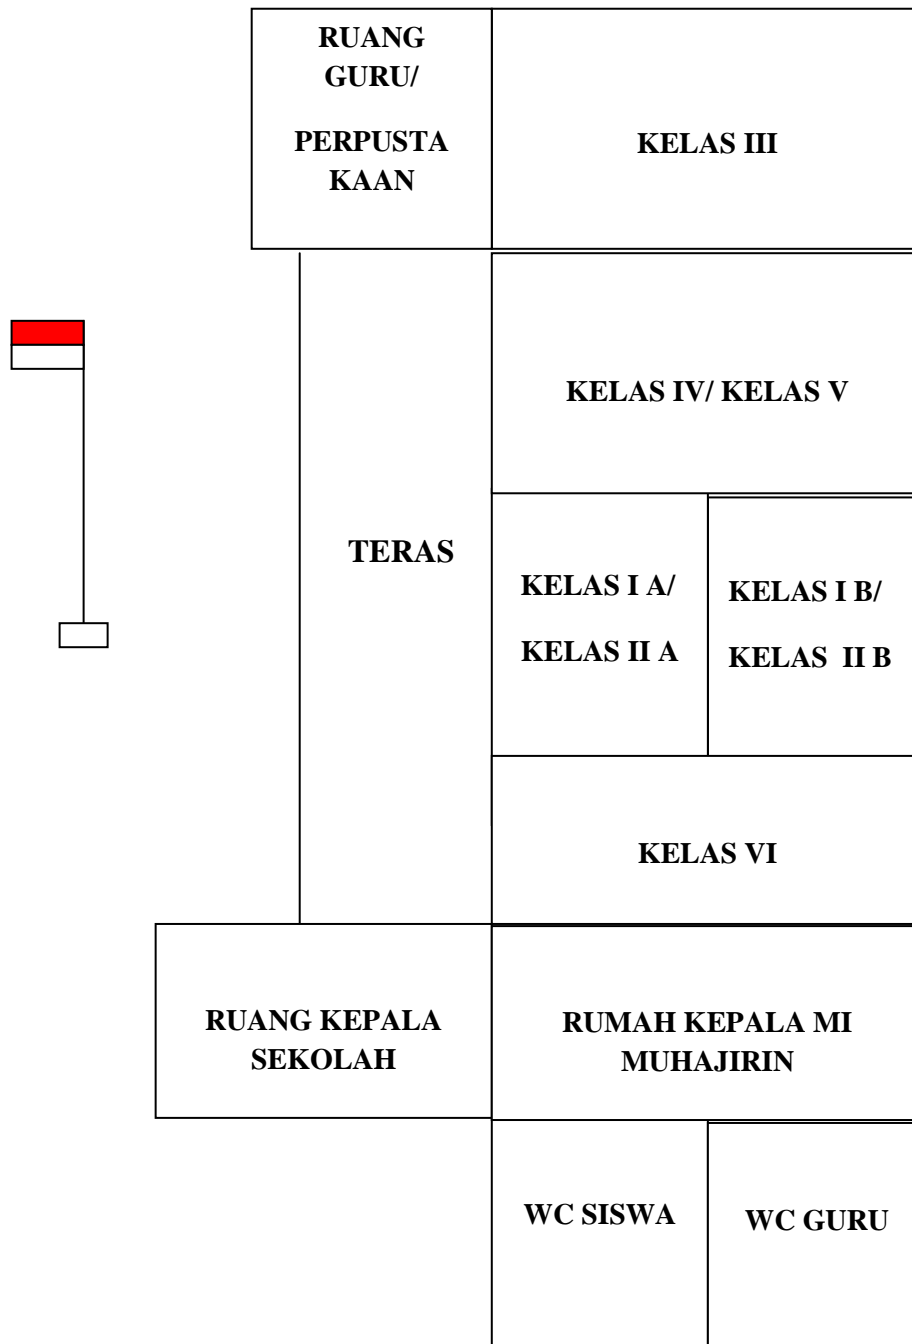 RUANG
GURU/
PERPUSTA
KAAN
KELAS III
KELAS IV/ KELAS V
TERAS
KELAS I A/
KELAS II A
KELAS I B/
KELAS  II B
KELAS VI
RUANG KEPALA
SEKOLAH
RUMAH KEPALA MI
MUHAJIRIN
WC SISWA
WC GURU